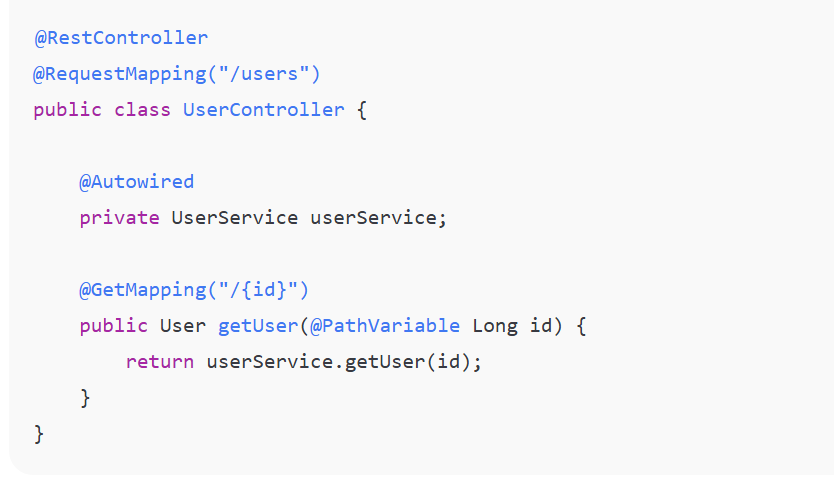 @RestController
@RequestMapping("/users")
public class UserController {
@Autowired
private UserService userService;
@GetMapping("/{id}")
public User getUser(@PathVariable Long id) {
return userService.getUser(id);
}
}